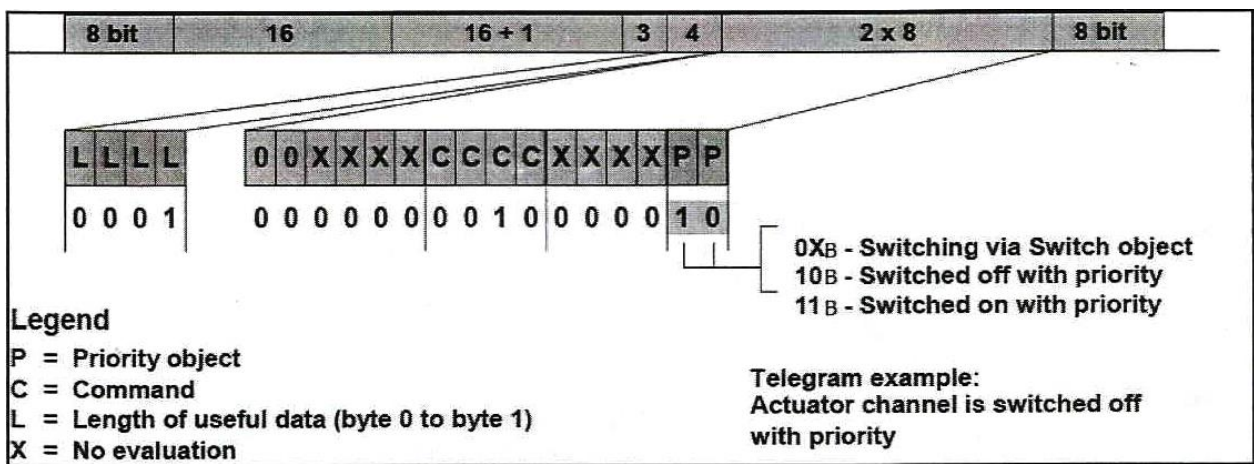 8 bit 16 16 + 1 3 4 2 x 8 8 bit
L L L L 0 0 X X X X C C C C X X X X P P
0 0 0 1 0 0 0 0 0 0 0 0 1 0 0 0 0 0 1 0
0XB - Switching via Switch object
10B - Switched off with priority
11B - Switched on with priority
Legend
P = Priority object
C = Command
L = Length of useful data (byte 0 to byte 1)
X = No evaluation
Telegram example:
Actuator channel is switched off
with priority